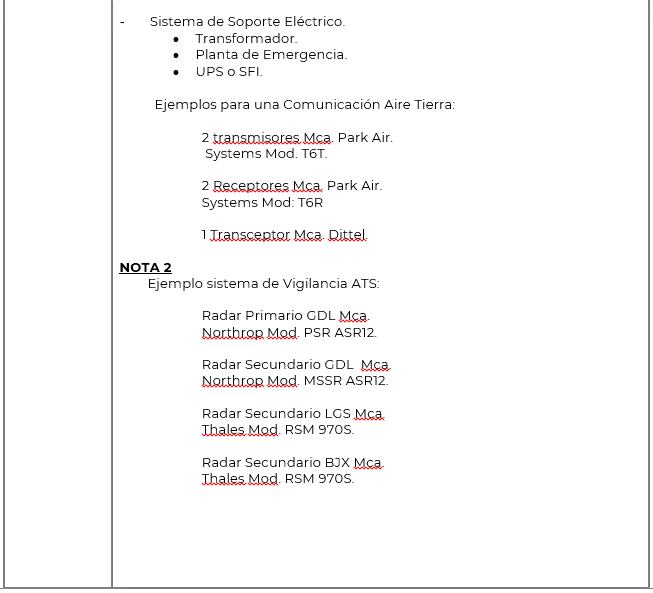 - Sistema de Soporte Eléctrico.
• Transformador.
• Planta de Emergencia.
• UPS o SFI.
Ejemplos para una Comunicación Aire Tierra:
2 transmisores Mca. Park Air.
Systems Mod. T6T.
2 Receptores Mca. Park Air.
Systems Mod: T6R
1 Transceptor Mca. Dittel.
NOTA 2
Ejemplo sistema de Vigilancia ATS:
Radar Primario GDL Mca.
Northrop Mod. PSR ASR12.
Radar Secundario GDL Mca.
Northrop Mod. MSSR ASR12.
Radar Secundario LGS Mca.
Thales Mod. RSM 970S.
Radar Secundario BJX Mca.
Thales Mod. RSM 970S.